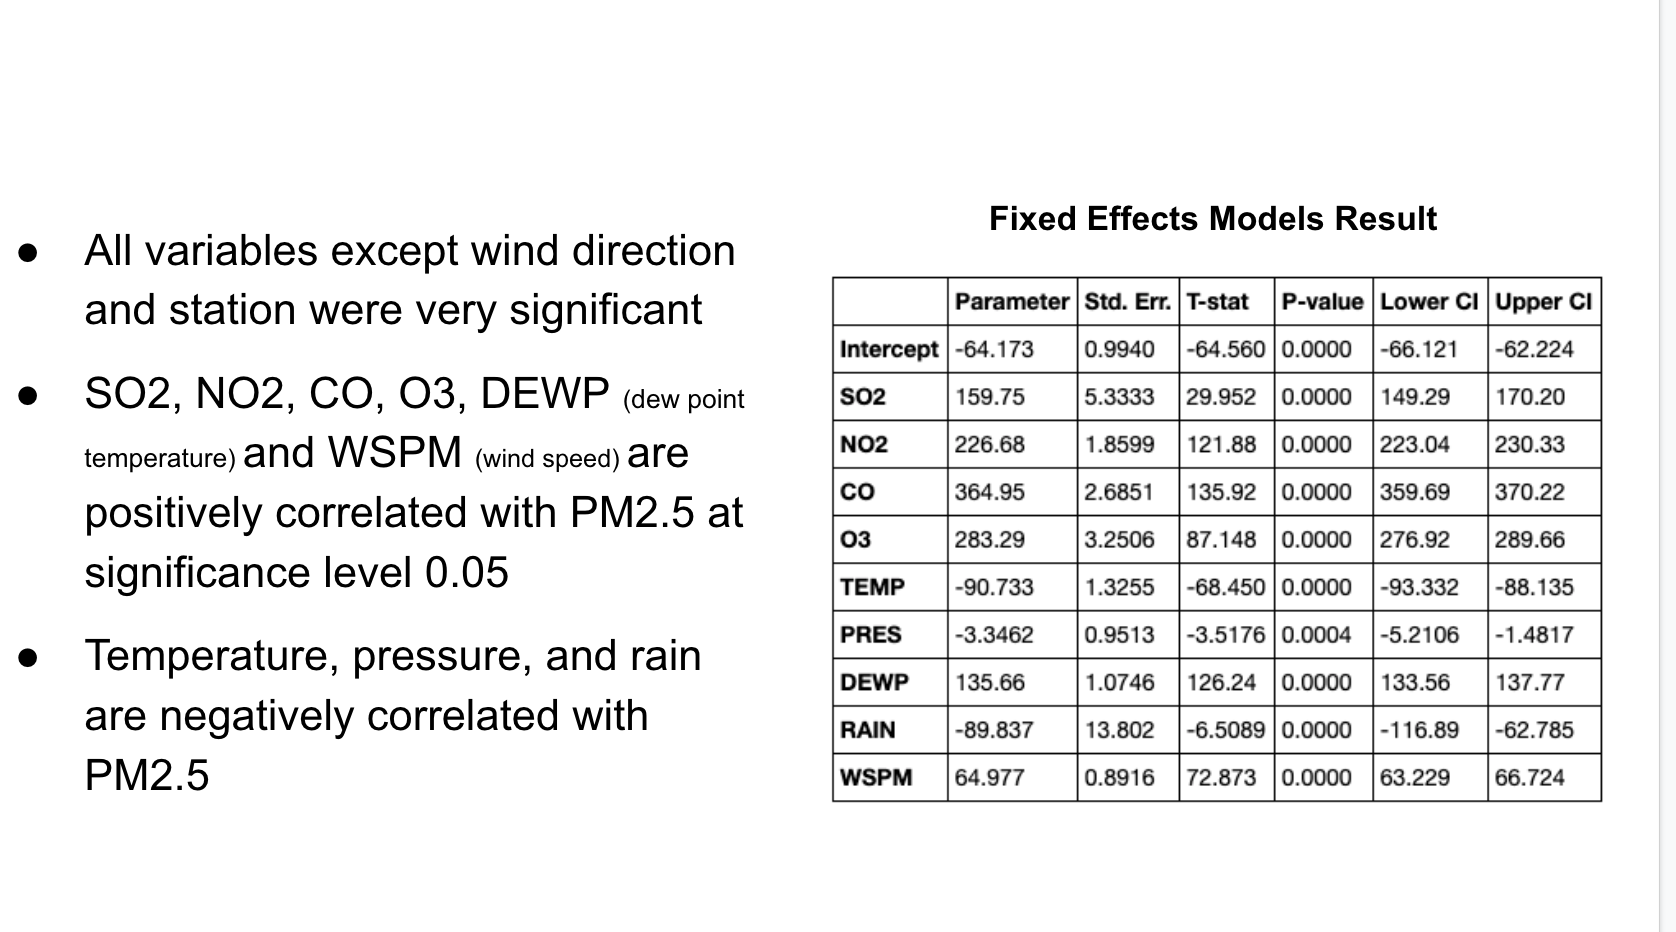 ● All variables except wind direction
and station were very significant
● SO2, NO2, CO, O3, DEWP (dew point
temperature) and WSPM (wind speed) are
positively correlated with PM2.5 at
significance level 0.05
● Temperature, pressure, and rain
are negatively correlated with
PM2.5
Fixed Effects Models Result
Parameter Std. Err. T-stat P-value Lower CI Upper CI
Intercept -64.173 0.9940 -64.560 0.0000 -66.121 -62.224
SO2 159.75 5.3333 29.952 0.0000 149.29 170.20
NO2 226.68 1.8599 121.88 0.0000 223.04 230.33
CO 364.95 2.6851 135.92 0.0000 359.69 370.22
O3 283.29 3.2506 87.148 0.0000 276.92 289.66
TEMP -90.733 1.3255 -68.450 0.0000 -93.332 -88.135
PRES -3.3462 0.9513 -3.5176 0.0004 -5.2106 -1.4817
DEWP 135.66 1.0746 126.24 0.0000 133.56 137.77
RAIN -89.837 13.802 -6.5089 0.0000 -116.89 -62.785
WSPM 64.977 0.8916 72.873 0.0000 63.229 66.724